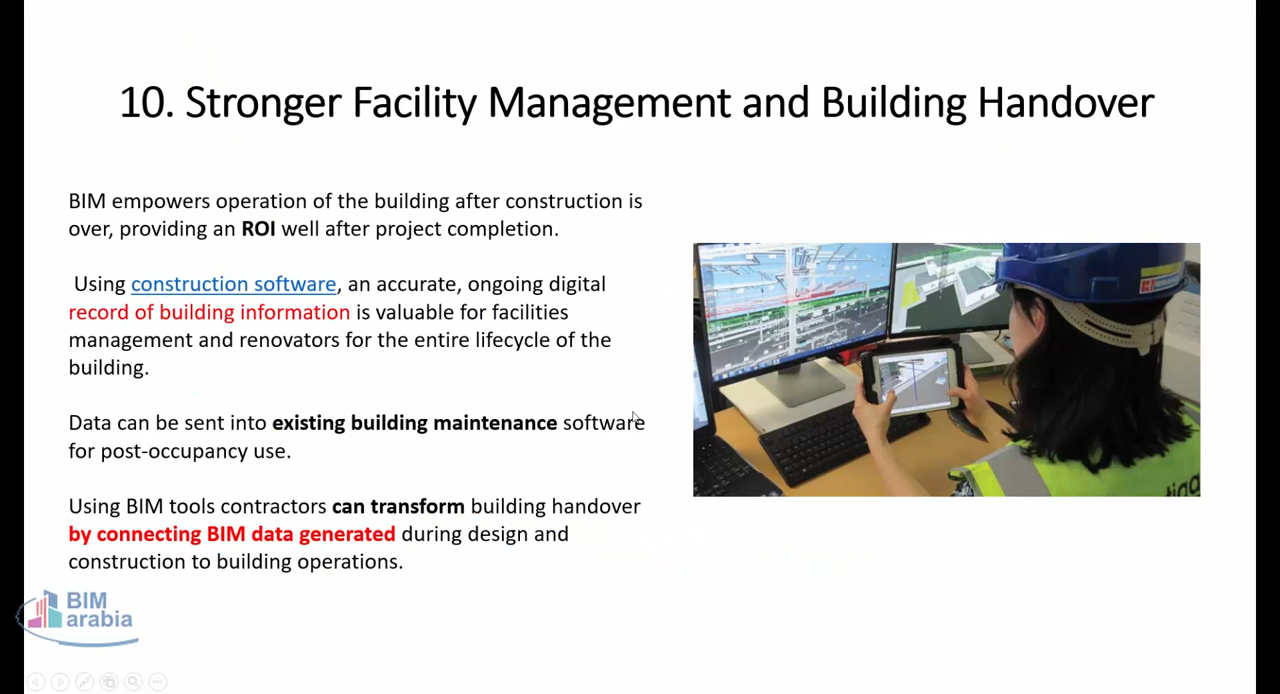 10. Stronger Facility Management and Building Handover
BIM empowers operation of the building after construction is
over, providing an ROI well after project completion.
Using construction software, an accurate, ongoing digital
record of building information is valuable for facilities
management and renovators for the entire lifecycle of the
building.
Data can be sent into existing building maintenance software
for post-occupancy use.
Using BIM tools contractors can transform building handover
by connecting BIM data generated during design and
construction to building operations.
BIM
arabia